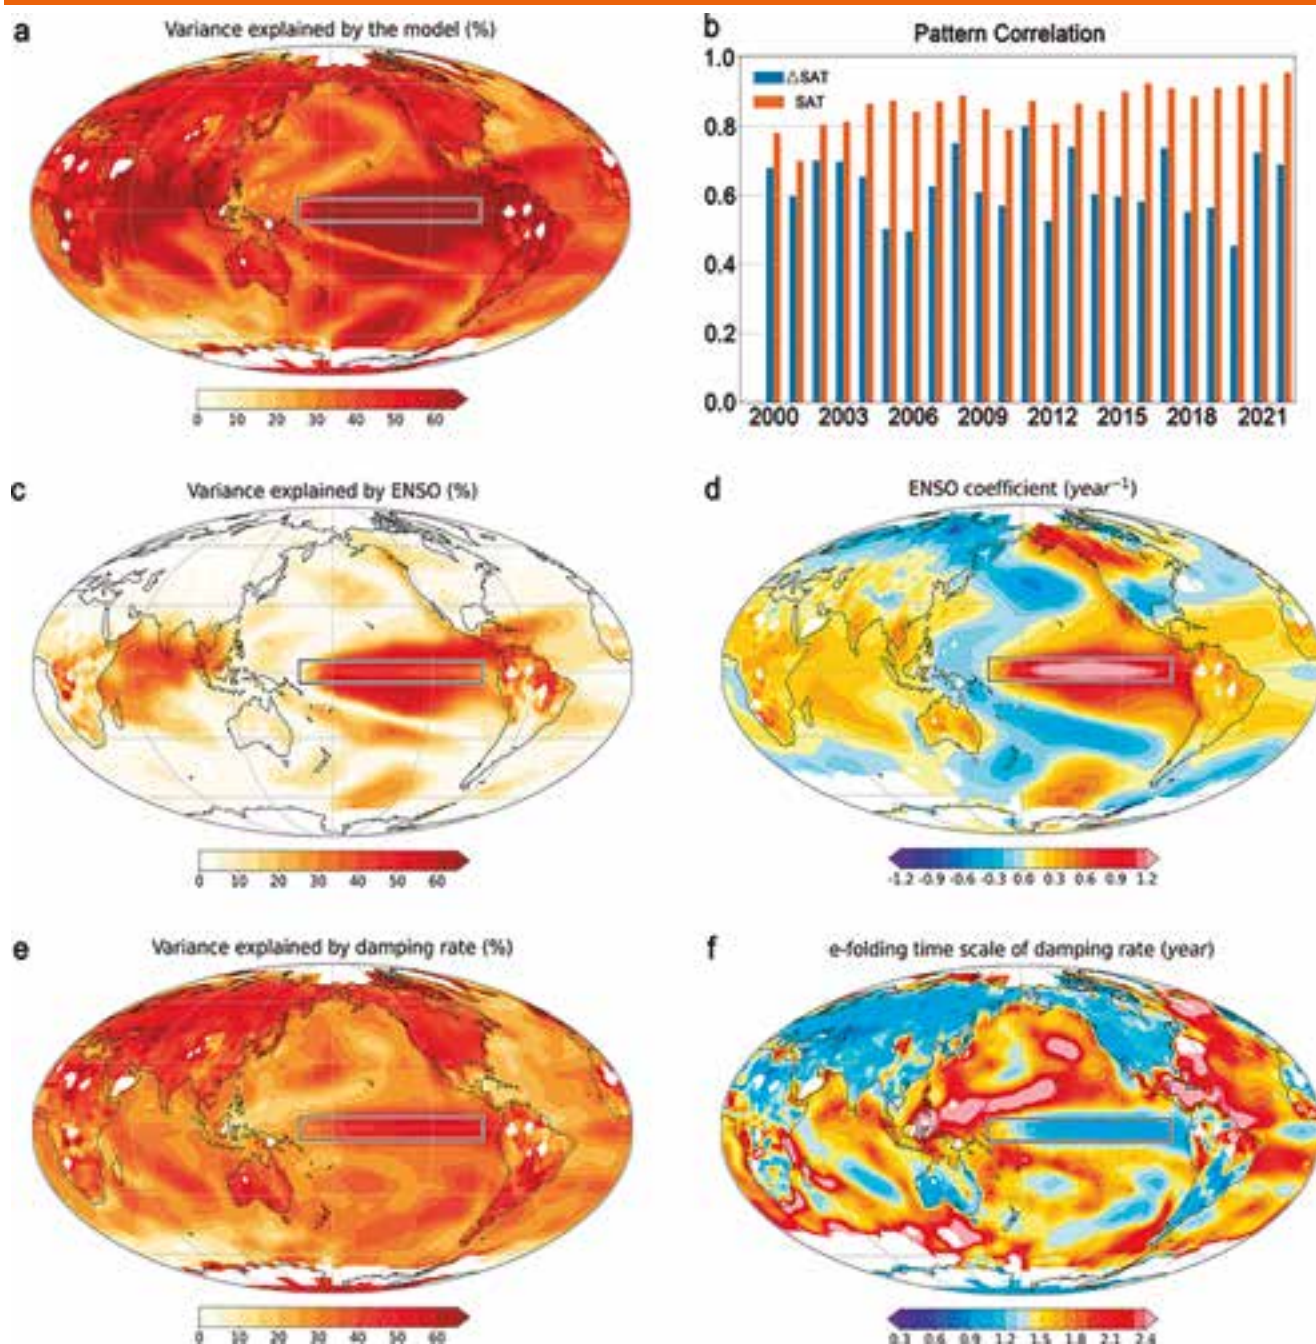 a
Variance explained by the model (%)
0 10 20 30 40 50 60
b
Pattern Correlation
△SAT
SAT
1.0
0.8
0.6
0.4
0.2
0.0
2000 2003 2006 2009 2012 2015 2018 2021
c
Variance explained by ENSO (%)
0 10 20 30 40 50 60
d
ENSO coefficient (year⁻¹)
-1.2 -0.9 -0.6 -0.3 0.0 0.3 0.6 0.9 1.2
e
Variance explained by damping rate (%)
0 10 20 30 40 50 60
f
e-folding time scale of damping rate (year)
0.3 0.6 0.9 1.2 1.5 1.8 2.1 2.4